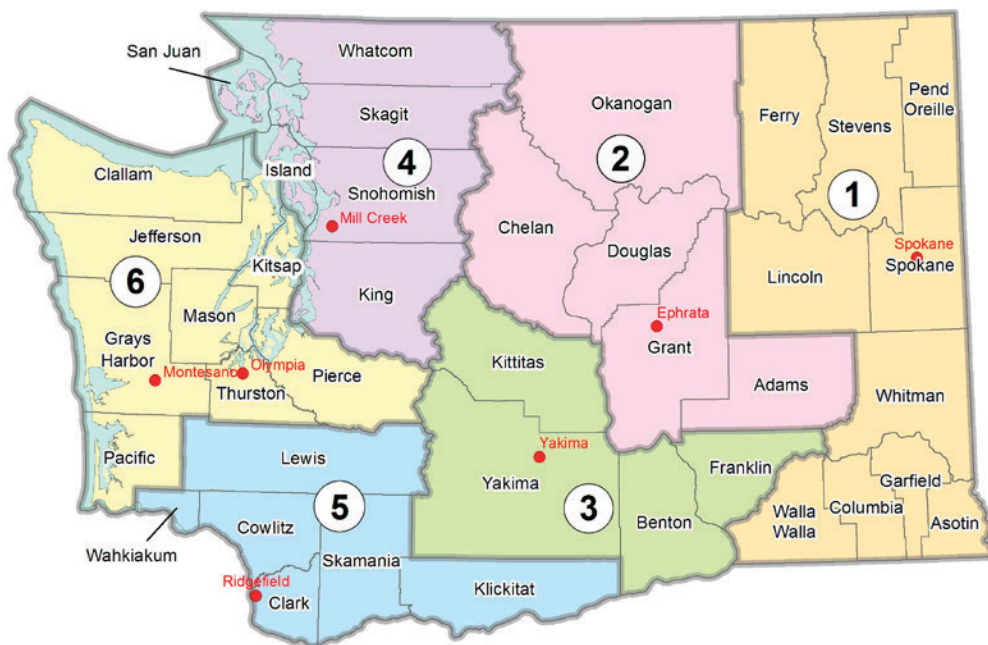 Whatcom
San Juan
Okanogan
Pend
Oreille
Ferry
Stevens
Skagit
4
2
Island
Clallam
Snohomish
1
Mill Creek
Chelan
Jefferson
Douglas
Spokane
Spokane
Kitsap
Lincoln
6
King
Mason
Ephrata
Grant
Grays
Harbor
Kittitas
Montesano
Olympia
Pierce
Thurston
Adams
Whitman
Yakima
Pacific
Lewis
Franklin
Yakima
Garfield
5
3
Walla
Walla
Columbia
Cowlitz
Benton
Asotin
Wahkiakum
Skamania
Ridgefield
Clark
Klickitat